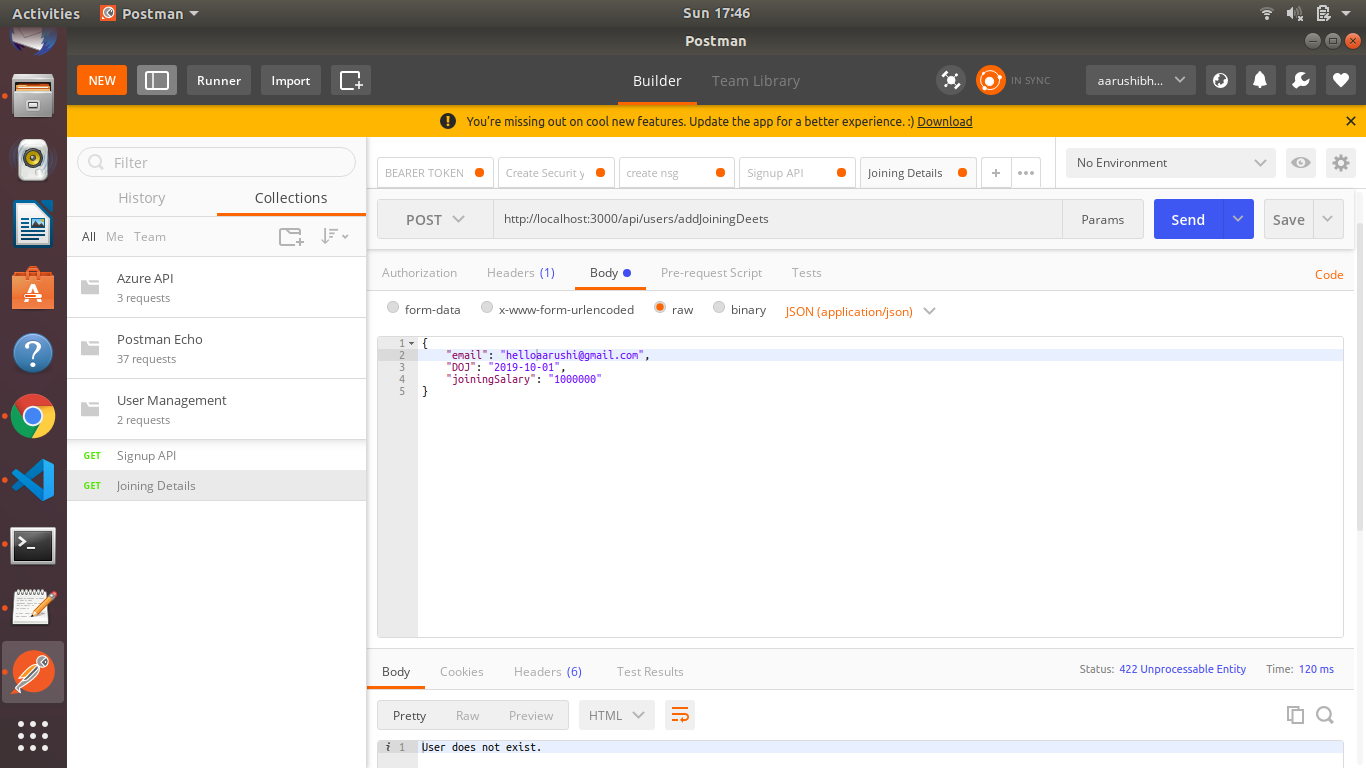 Activities Postman Sun 17:46
Postman
NEW Runner Import Builder Team Library IN SYNC aarushibh...
You're missing out on cool new features. Update the app for a better experience. :) Download
Filter
History Collections
All Me Team
Azure API
3 requests
Postman Echo
37 requests
User Management
2 requests
GET Signup API
GET Joining Details
BEARER TOKEN Create Security create nsg Signup API Joining Details + ••• No Environment
POST http://localhost:3000/api/users/addJoiningDeets Params Send Save
Authorization Headers (1) Body Pre-request Script Tests Code
form-data x-www-form-urlencoded raw binary JSON (application/json)
1 {
2 "email": "helloaarushi@gmail.com",
3 "DOJ": "2019-10-01",
4 "joiningSalary": "1000000"
5 }
Body Cookies Headers (6) Test Results Status: 422 Unprocessable Entity Time: 120 ms
Pretty Raw Preview HTML
i 1 User does not exist.